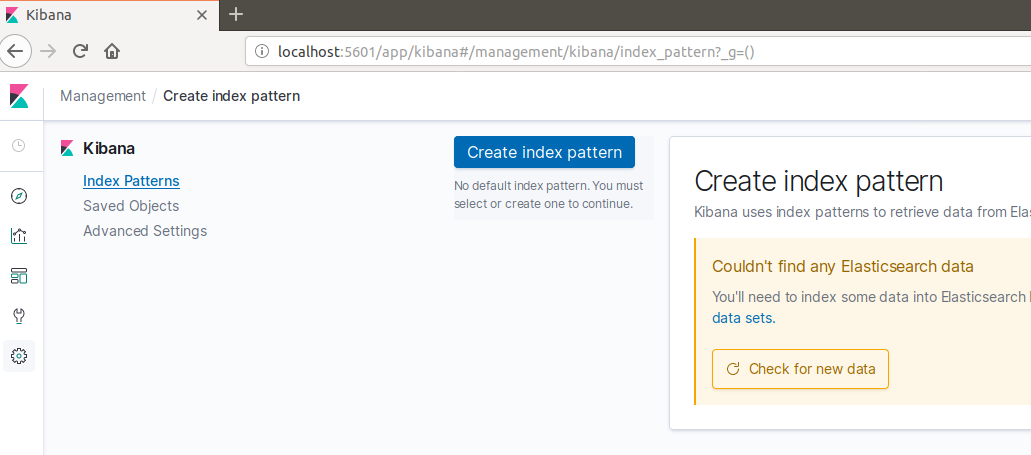 Kibana
localhost:5601/app/kibana#/management/kibana/index_pattern?_g=()
Management / Create index pattern
Kibana
Index Patterns
Saved Objects
Advanced Settings
Create index pattern
No default index pattern. You must
select or create one to continue.
Create index pattern
Kibana uses index patterns to retrieve data from Elas
Couldn't find any Elasticsearch data
You'll need to index some data into Elasticsearch
data sets.
Check for new data